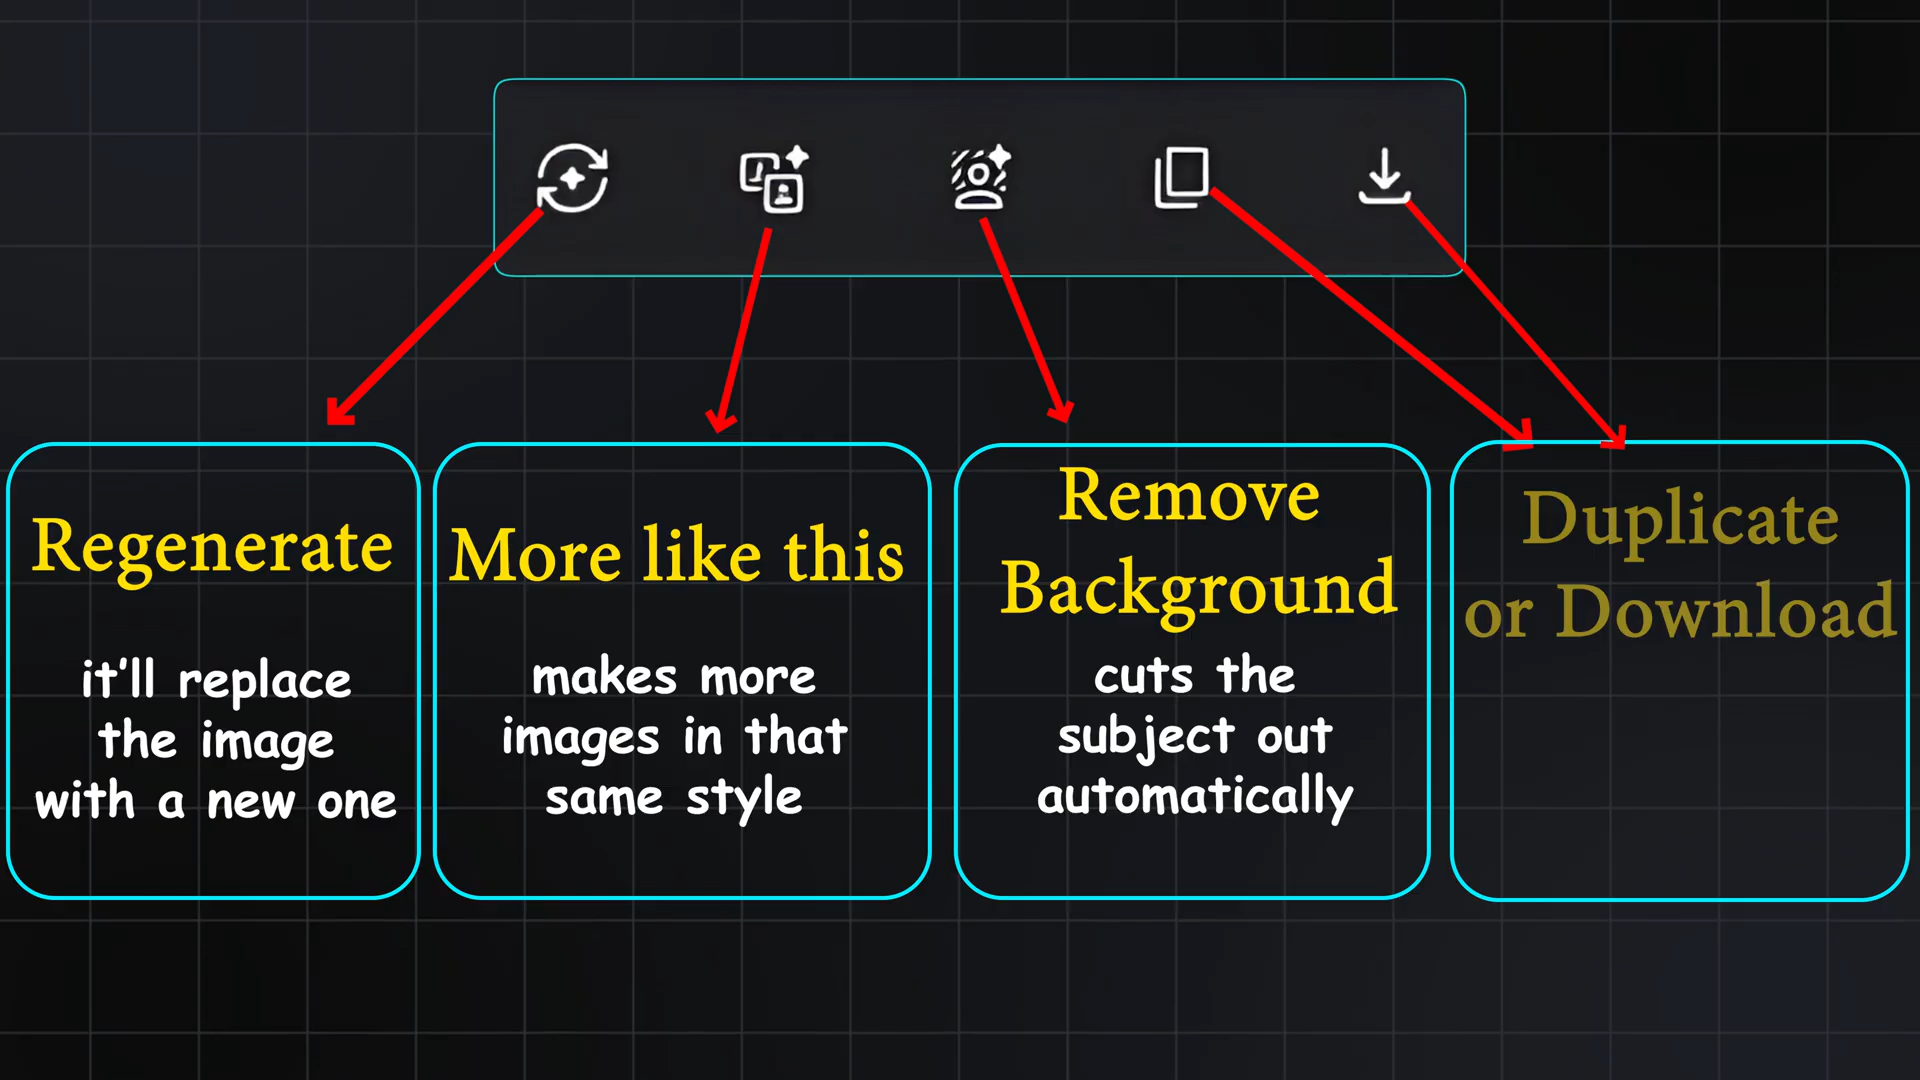 Regenerate
it'll replace
the image
with a new one
More like this
makes more
images in that
same style
Remove
Background
cuts the
subject out
automatically
Duplicate
or Download